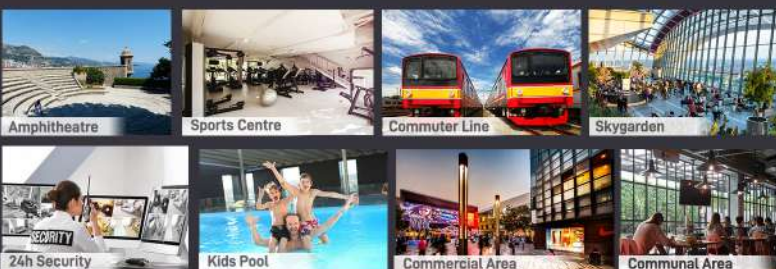 Amphitheatre
Sports Centre
Commuter Line
Skygarden
SECURITY
24h Security
Kids Pool
Commercial Area
Communal Area